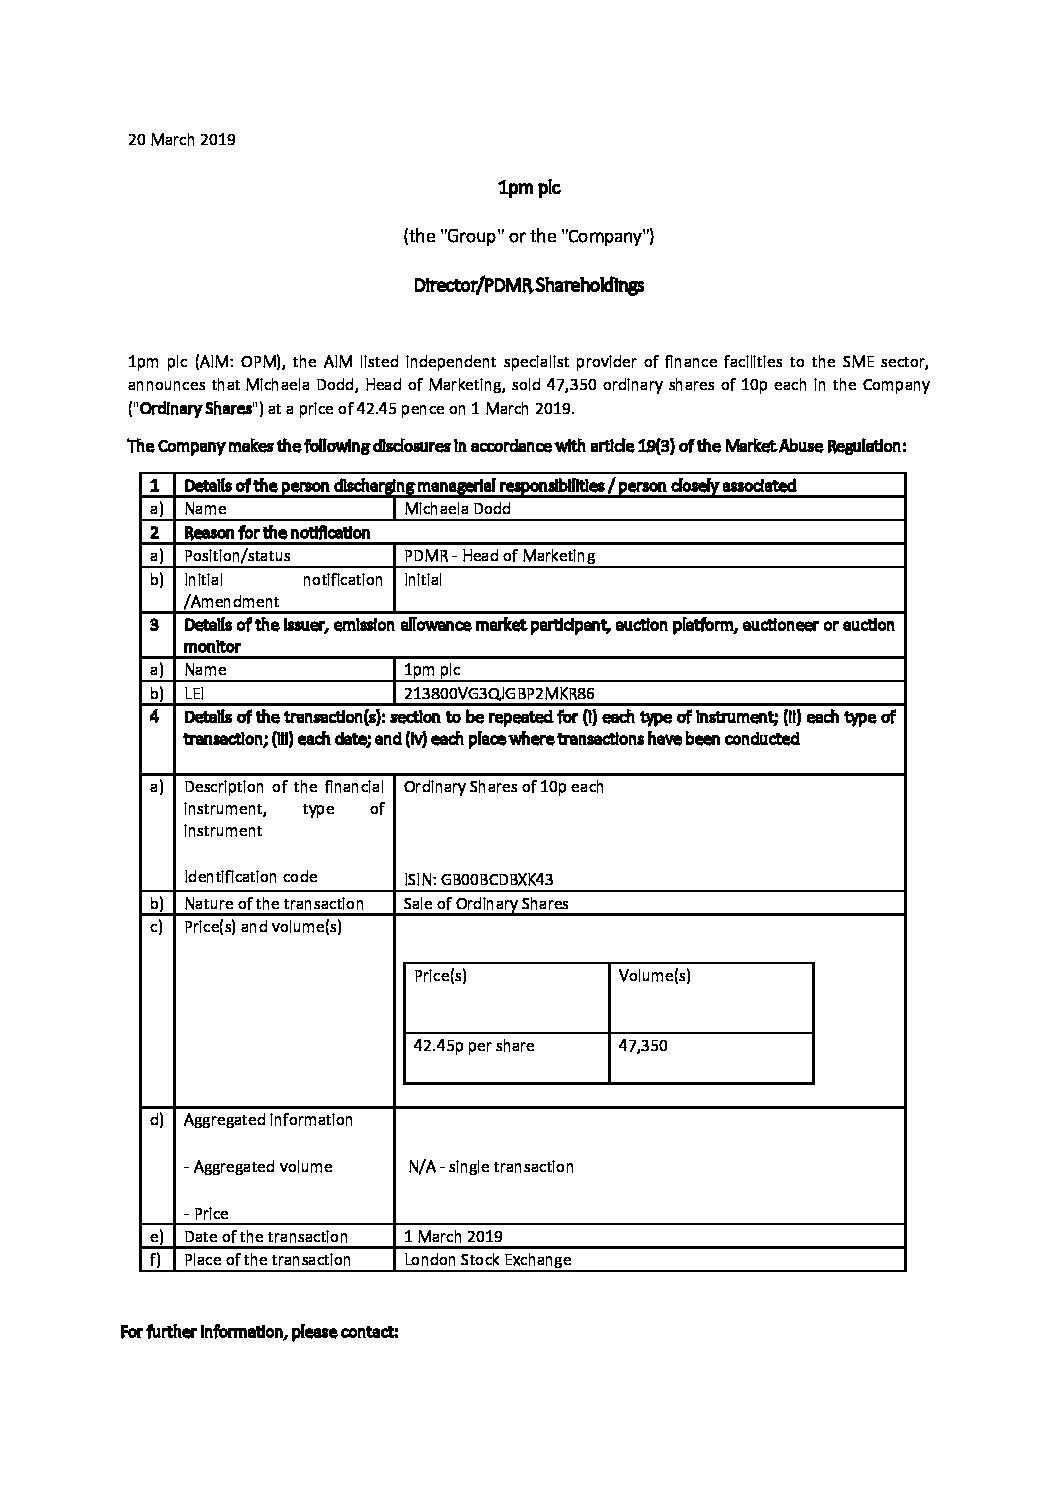 20 March 2019
1pm plc
(the "Group" or the "Company")
Director/PDMR Shareholdings
1pm plc (AIM: OPM), the AIM listed independent specialist provider of finance facilities to the SME sector,
announces that Michaela Dodd, Head of Marketing, sold 47,350 ordinary shares of 10p each in the Company
("Ordinary Shares") at a price of 42.45 pence on 1 March 2019.
The Company makes the following disclosures in accordance with article 19(3) of the Market Abuse Regulation:
1 Details of the person discharging managerial responsibilities / person closely associated
a) Name Michaela Dodd
2 Reason for the notification
a) Position/status PDMR - Head of Marketing
b) Initial notification Initial
/Amendment
3 Details of the issuer, emission allowance market participant, auction platform, auctioneer or auction
monitor
a) Name 1pm plc
b) LEI 213800VG3QJGBP2MKR86
4 Details of the transaction(s): section to be repeated for (i) each type of instrument; (ii) each type of
transaction; (iii) each date; and (iv) each place where transactions have been conducted
a) Description of the financial Ordinary Shares of 10p each
instrument, type of
instrument
Identification code ISIN: GB00BCDBXK43
b) Nature of the transaction Sale of Ordinary Shares
c) Price(s) and volume(s)
Price(s) Volume(s)
42.45p per share 47,350
d) Aggregated information
- Aggregated volume N/A - single transaction
- Price
e) Date of the transaction 1 March 2019
f) Place of the transaction London Stock Exchange
For further information, please contact: